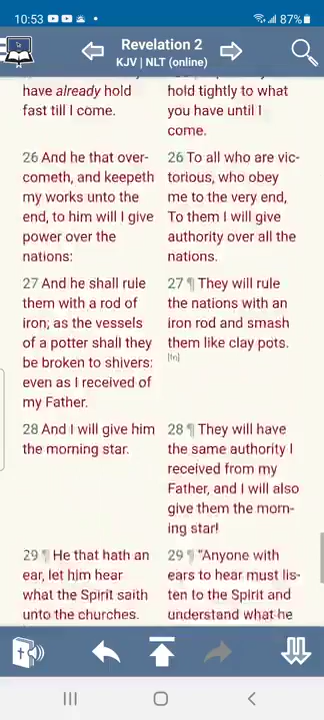 10:53
87%
Revelation 2
KJV | NLT (online)
have already hold
fast till I come.
26 And he that over-
cometh, and keepeth
my works unto the
end, to him will I give
power over the
nations:
27 And he shall rule
them with a rod of
iron; as the vessels
of a potter shall they
be broken to shivers:
even as I received of
my Father.
28 And I will give him
the morning star.
29 ¶ He that hath an
ear, let him hear
what the Spirit saith
unto the churches.
hold tightly to what
you have until I
come.
26 To all who are vic-
torious, who obey
me to the very end,
To them I will give
authority over all the
nations.
27 ¶ They will rule
the nations with an
iron rod and smash
them like clay pots.
[fn]
28 ¶ They will have
the same authority I
received from my
Father, and I will also
give them the morn-
ing star!
29 ¶ "Anyone with
ears to hear must lis-
ten to the Spirit and
understand what he